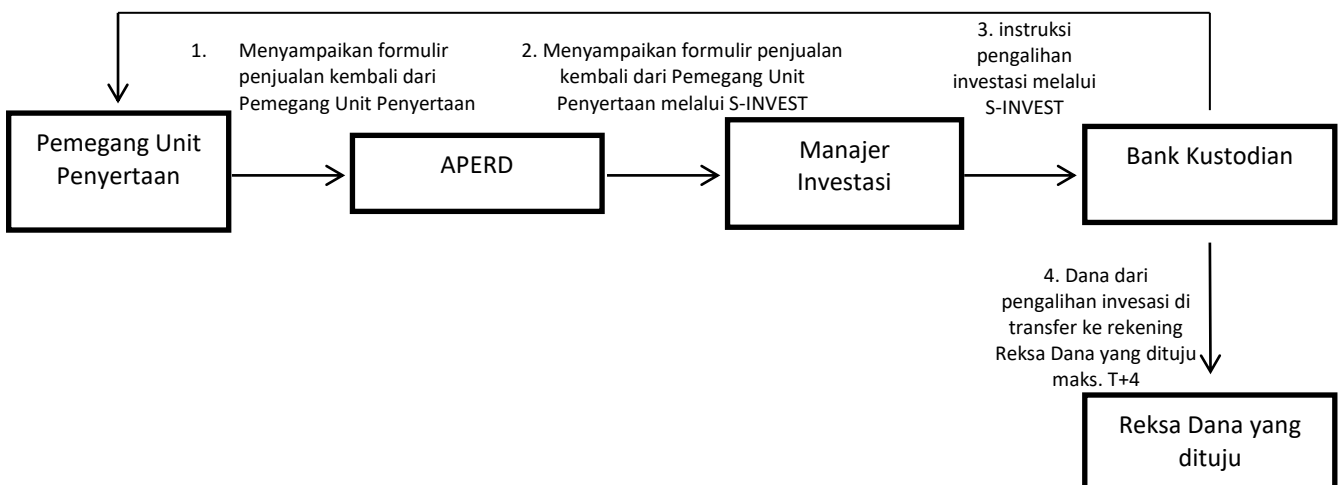 1. Menyampaikan formulir
penjualan kembali dari
Pemegang Unit Penyertaan
2. Menyampaikan formulir penjualan
kembali dari Pemegang Unit
Penyertaan melalui S-INVEST
3. instruksi
pengalihan
investasi melalui
S-INVEST
Pemegang Unit
Penyertaan
APERD
Manajer
Investasi
Bank Kustodian
4. Dana dari
pengalihan invesasi di
transfer ke rekening
Reksa Dana yang dituju
maks. T+4
Reksa Dana yang
dituju